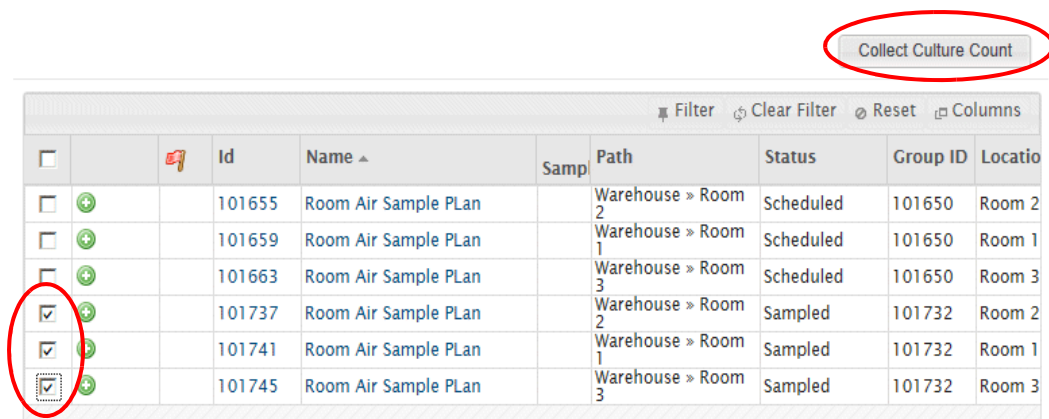 Collect Culture Count
Filter Clear Filter Reset Columns
Id Name Sampl Path Status Group ID Locatio
101655 Room Air Sample PLan Warehouse » Room 2 Scheduled 101650 Room 2
101659 Room Air Sample PLan Warehouse » Room 1 Scheduled 101650 Room 1
101663 Room Air Sample PLan Warehouse » Room 3 Scheduled 101650 Room 3
101737 Room Air Sample PLan Warehouse » Room 2 Sampled 101732 Room 2
101741 Room Air Sample PLan Warehouse » Room 1 Sampled 101732 Room 1
101745 Room Air Sample PLan Warehouse » Room 3 Sampled 101732 Room 3